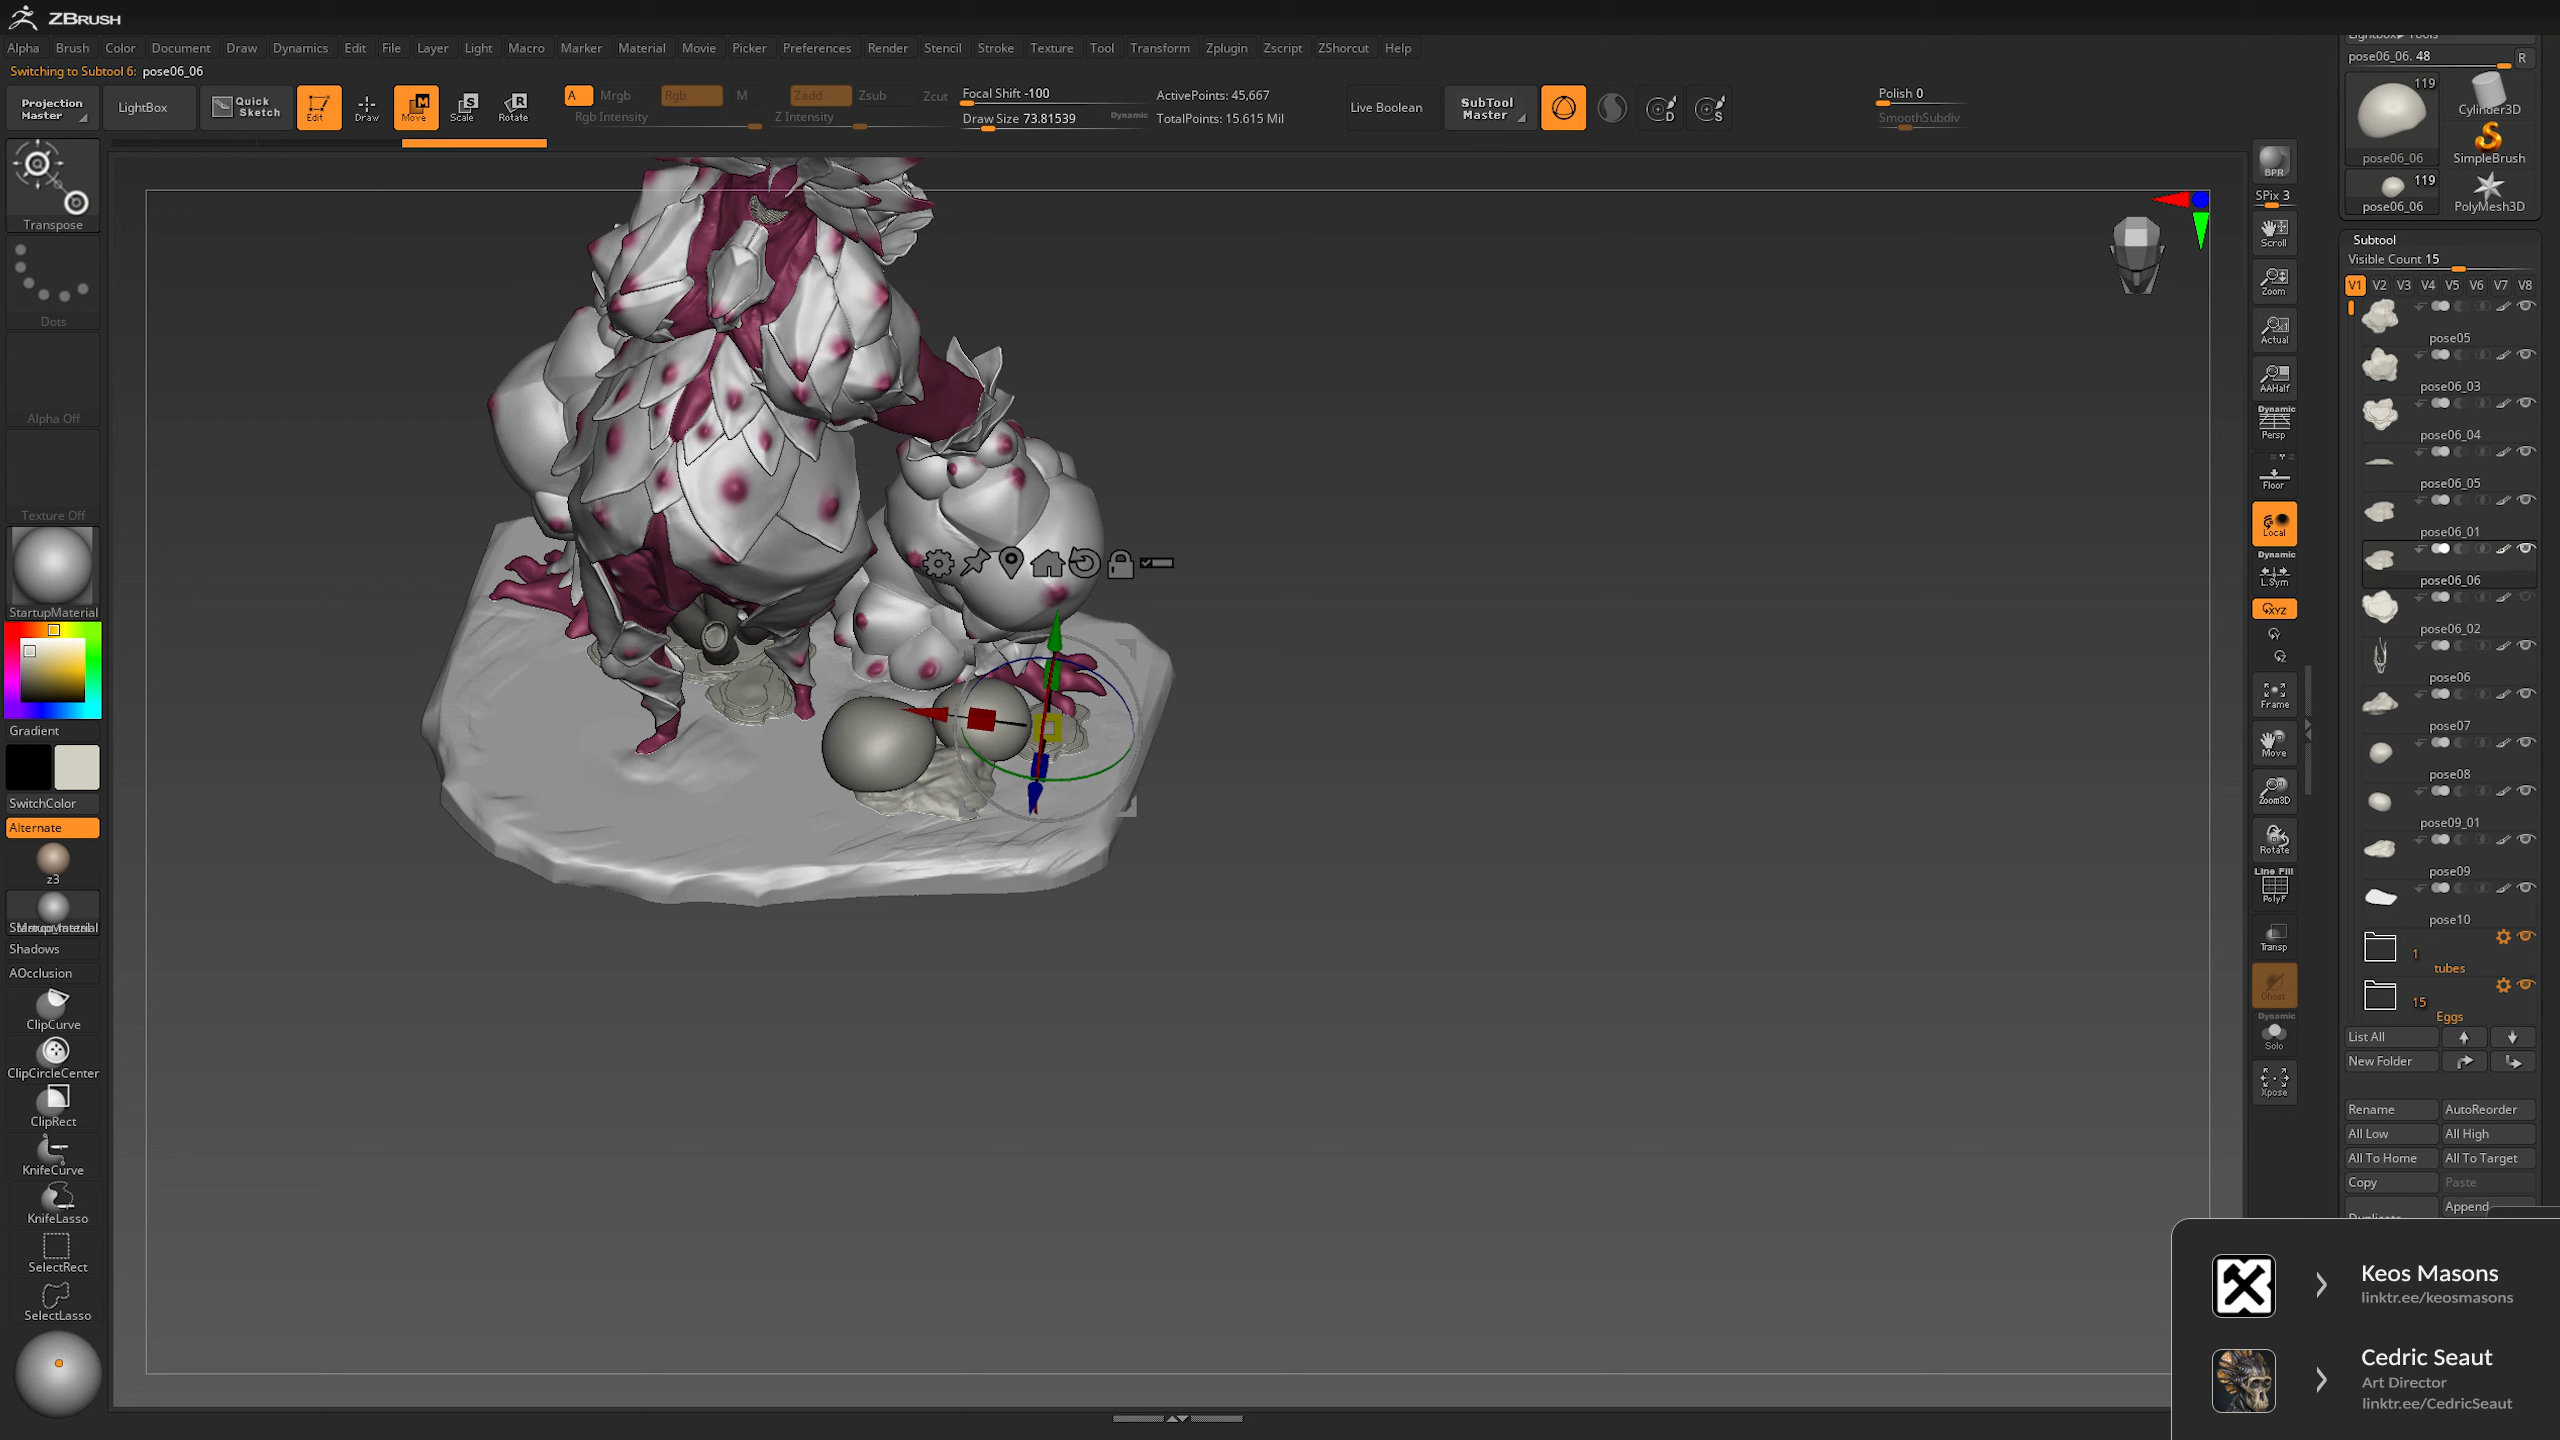 ZBRUSH
Alpha Brush Color Document Draw Dynamics Edit File Layer Light Macro Marker Material Movie Picker Preferences Render Stencil Stroke Texture Tool Transform Zplugin Zscript ZShorcut Help
Switching to Subtool 6: pose06_06
Projection Master
LightBox
Quick Sketch
Edit
Draw
Move
Scale
Rotate
A Mrgb Rgb M
Rgb Intensity
Zadd Zsub Zcut
Z Intensity
Focal Shift -100
Draw Size 73.81539
Dynamic
ActivePoints: 45,667
TotalPoints: 15.615 Mil
Live Boolean
SubTool Master
Polish 0
SmoothSubdiv
Transpose
Dots
Alpha Off
Texture Off
StartupMaterial
Gradient
SwitchColor
Alternate
z3
Shadows
AOcclusion
ClipCurve
ClipCircleCenter
ClipRect
KnifeCurve
KnifeLasso
SelectRect
SelectLasso
BPR
SPix 3
Scroll
Zoom
Actual
AAHalf
Dynamic
Persp
Floor
Local
Dynamic
L.Sym
XYZ
Frame
Move
Zoom3D
Rotate
Line Fill
PolyF
Transp
Ghost
Dynamic
Solo
Xpose
Lightbox▶Tools
pose06_06. 48
R
119
pose06_06
Cylinder3D
SimpleBrush
119
pose06_06
PolyMesh3D
Subtool
Visible Count 15
V1 V2 V3 V4 V5 V6 V7 V8
pose05
pose06_03
pose06_04
pose06_05
pose06_01
pose06_06
pose06_02
pose06
pose07
pose08
pose09_01
pose09
pose10
1
tubes
15
Eggs
List All
New Folder
Rename AutoReorder
All Low All High
All To Home All To Target
Copy Paste
Duplicate Append
Keos Masons
linktr.ee/keosmasons
Cedric Seaut
Art Director
linktr.ee/CedricSeaut